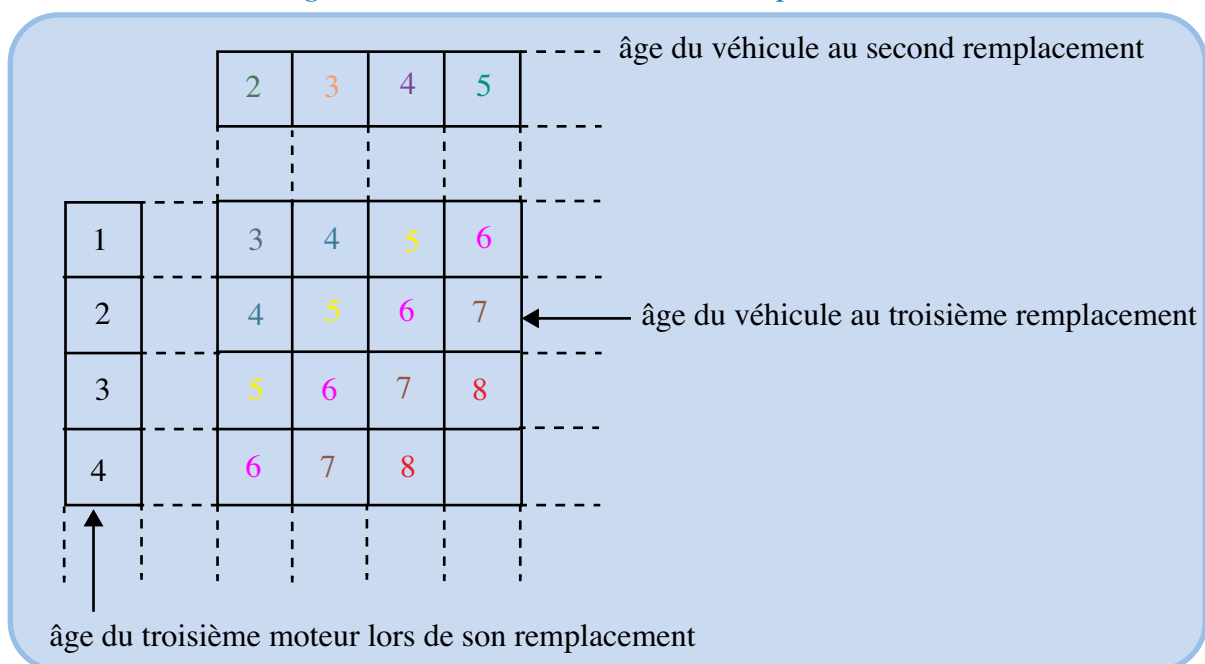 âge du véhicule au second remplacement
2 3 4 5
1 3 4 5 6
2 4 5 6 7
âge du véhicule au troisième remplacement
3 5 6 7 8
4 6 7 8
âge du troisième moteur lors de son remplacement